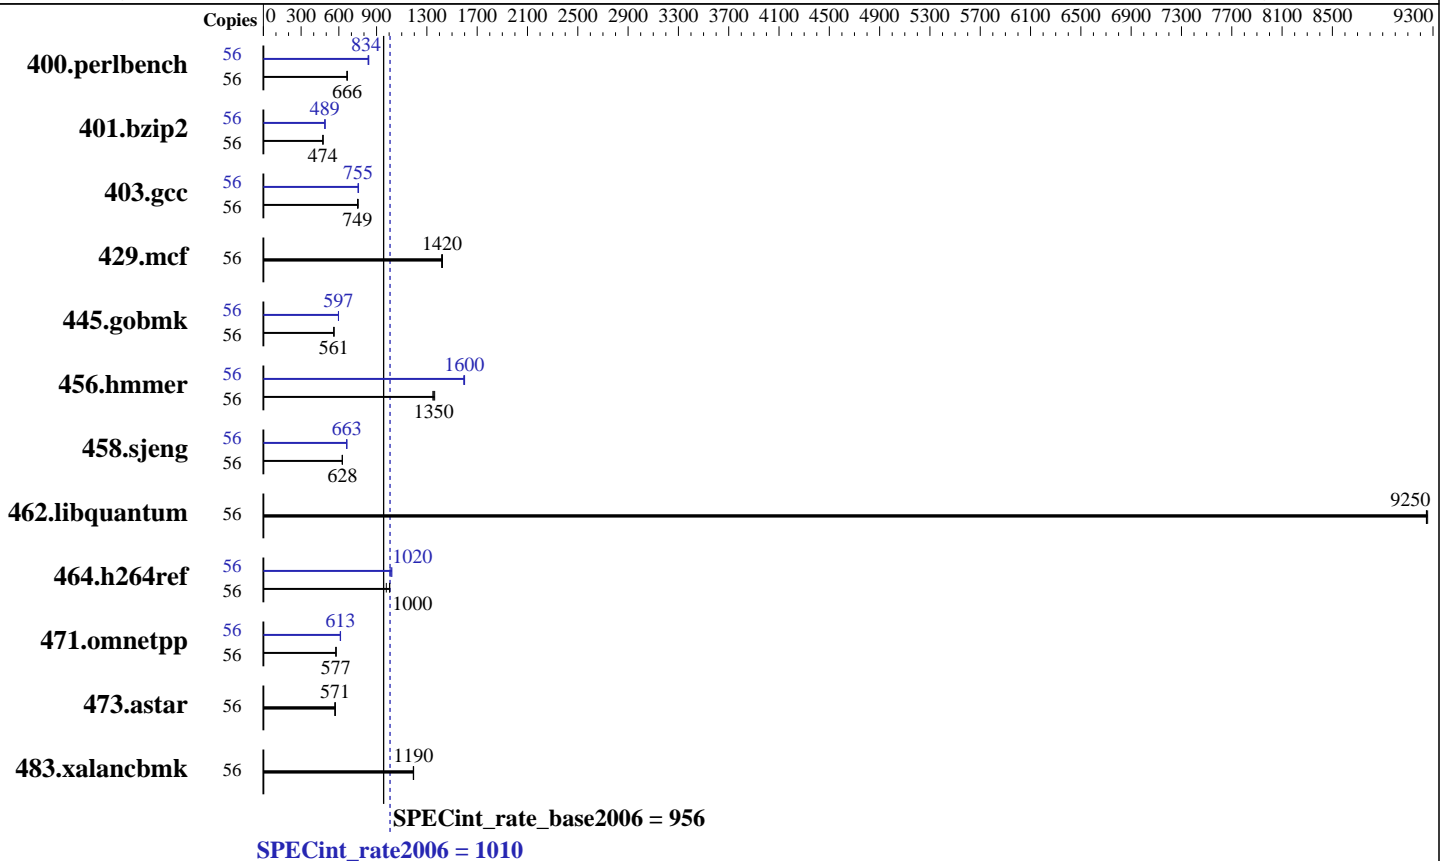 Copies 0 300 600 900 1300 1700 2100 2500 2900 3300 3700 4100 4500 4900 5300 5700 6100 6500 6900 7300 7700 8100 8500 9300
400.perlbench 56 834
56 666
401.bzip2 56 489
56 474
403.gcc 56 755
56 749
429.mcf 56 1420
445.gobmk 56 597
56 561
456.hmmer 56 1600
56 1350
458.sjeng 56 663
56 628
462.libquantum 56 9250
464.h264ref 56 1020
56 1000
471.omnetpp 56 613
56 577
473.astar 56 571
483.xalancbmk 56 1190
SPECint_rate_base2006 = 956
SPECint_rate2006 = 1010